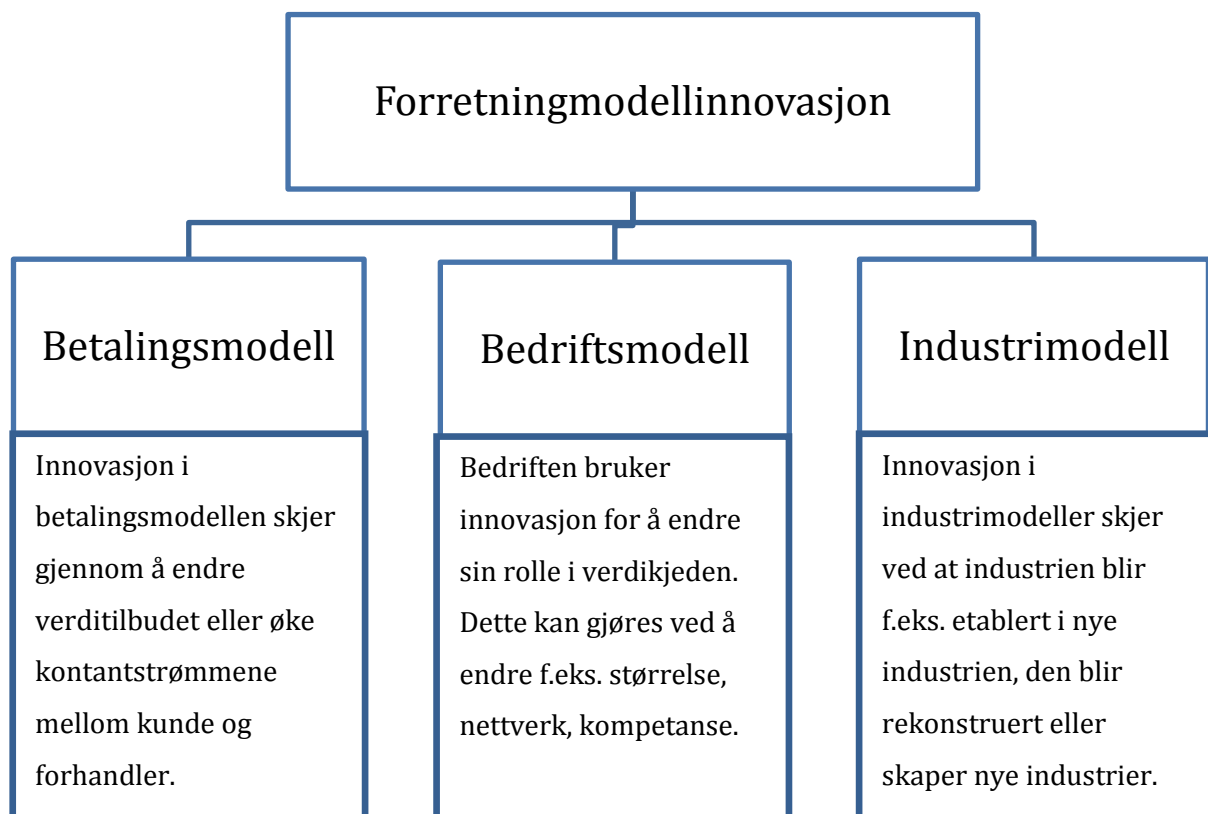 Forretningmodellinnovasjon
Betalingsmodell
Innovasjon i
betalingsmodellen skjer
gjennom å endre
verditilbudet eller øke
kontantstrømmene
mellom kunde og
forhandler.
Bedriftsmodell
Bedriften bruker
innovasjon for å endre
sin rolle i verdikjeden.
Dette kan gjøres ved å
endre f.eks. størrelse,
nettverk, kompetanse.
Industrimodell
Innovasjon i
industrimodeller skjer
ved at industrien blir
f.eks. etablert i nye
industrien, den blir
rekonstruert eller
skaper nye industrier.